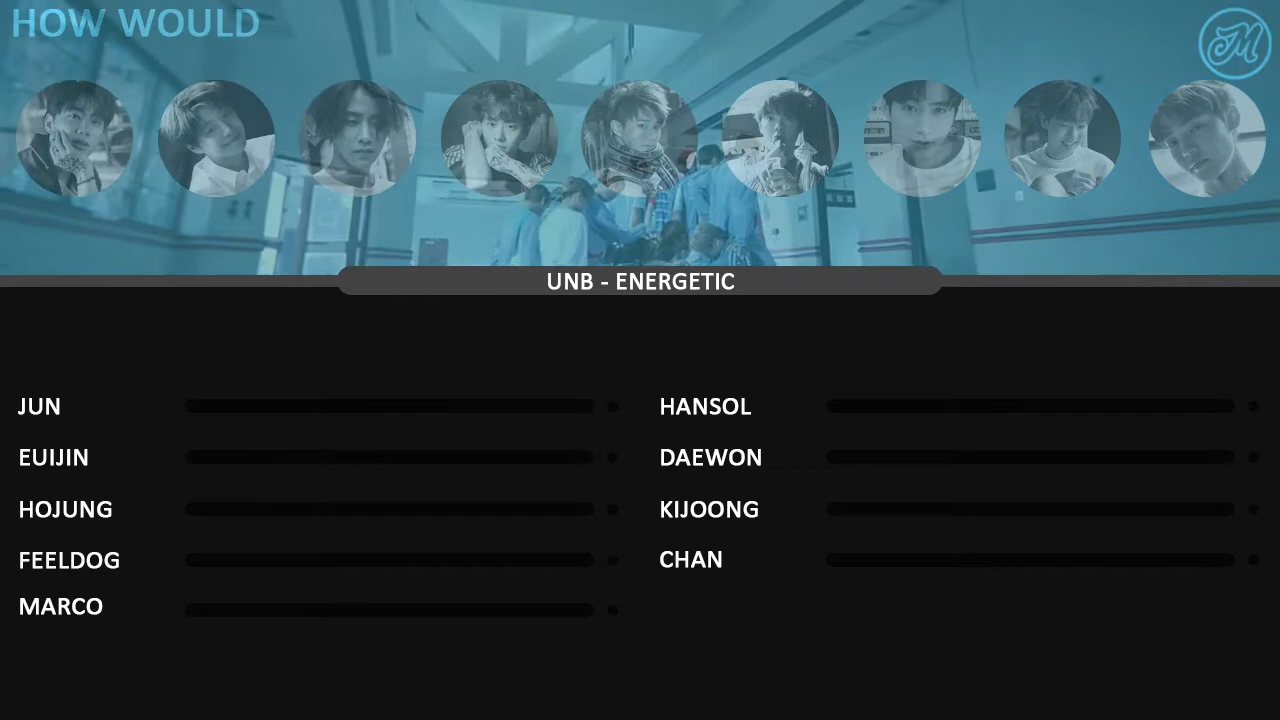 HOW WOULD
M
UNB - ENERGETIC
JUN
EUIJIN
HOJUNG
FEELDOG
MARCO
HANSOL
DAEWON
KIJOONG
CHAN